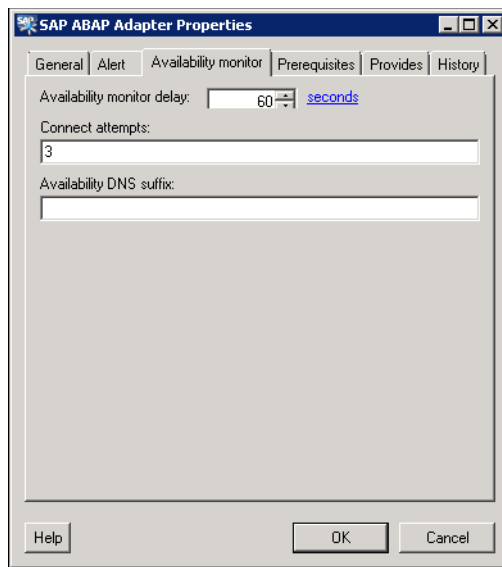 SAP ABAP Adapter Properties
General Alert Availability monitor Prerequisites Provides History
Availability monitor delay: 60 seconds
Connect attempts:
3
Availability DNS suffix:
Help OK Cancel